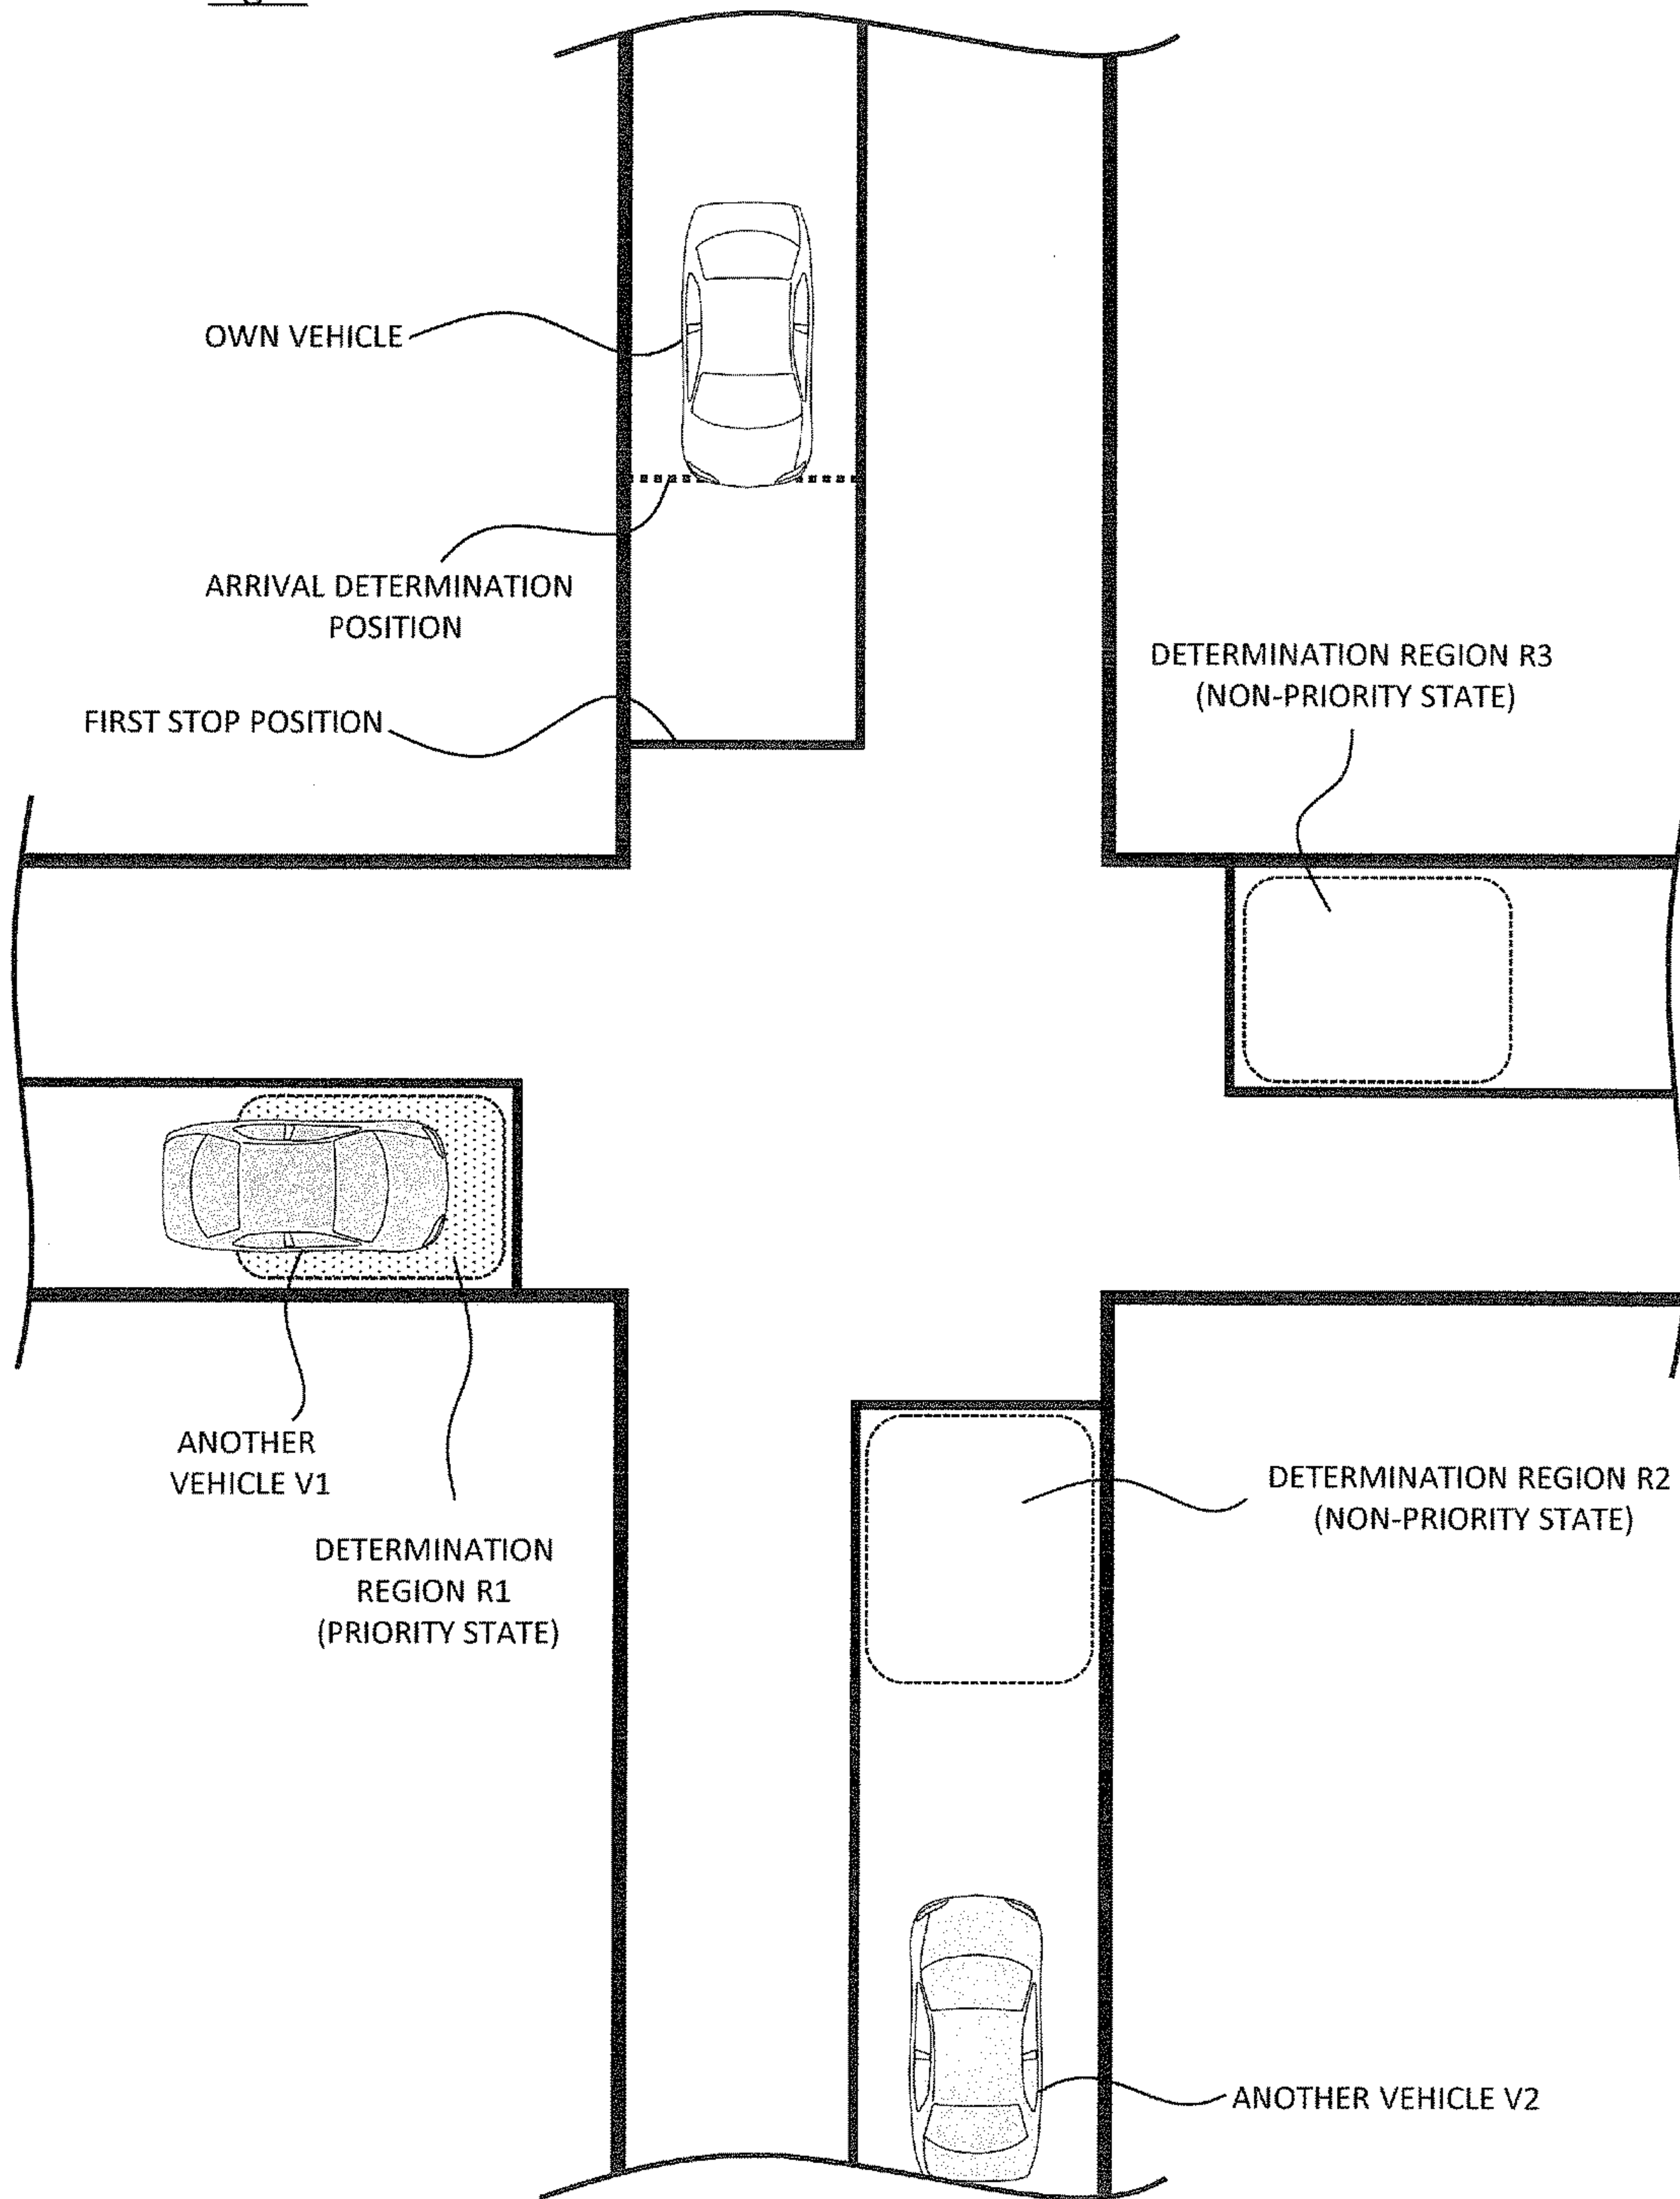 OWN VEHICLE
ARRIVAL DETERMINATION
POSITION
DETERMINATION REGION R3
(NON-PRIORITY STATE)
FIRST STOP POSITION
ANOTHER
VEHICLE V1
DETERMINATION
REGION R1
(PRIORITY STATE)
DETERMINATION REGION R2
(NON-PRIORITY STATE)
ANOTHER VEHICLE V2